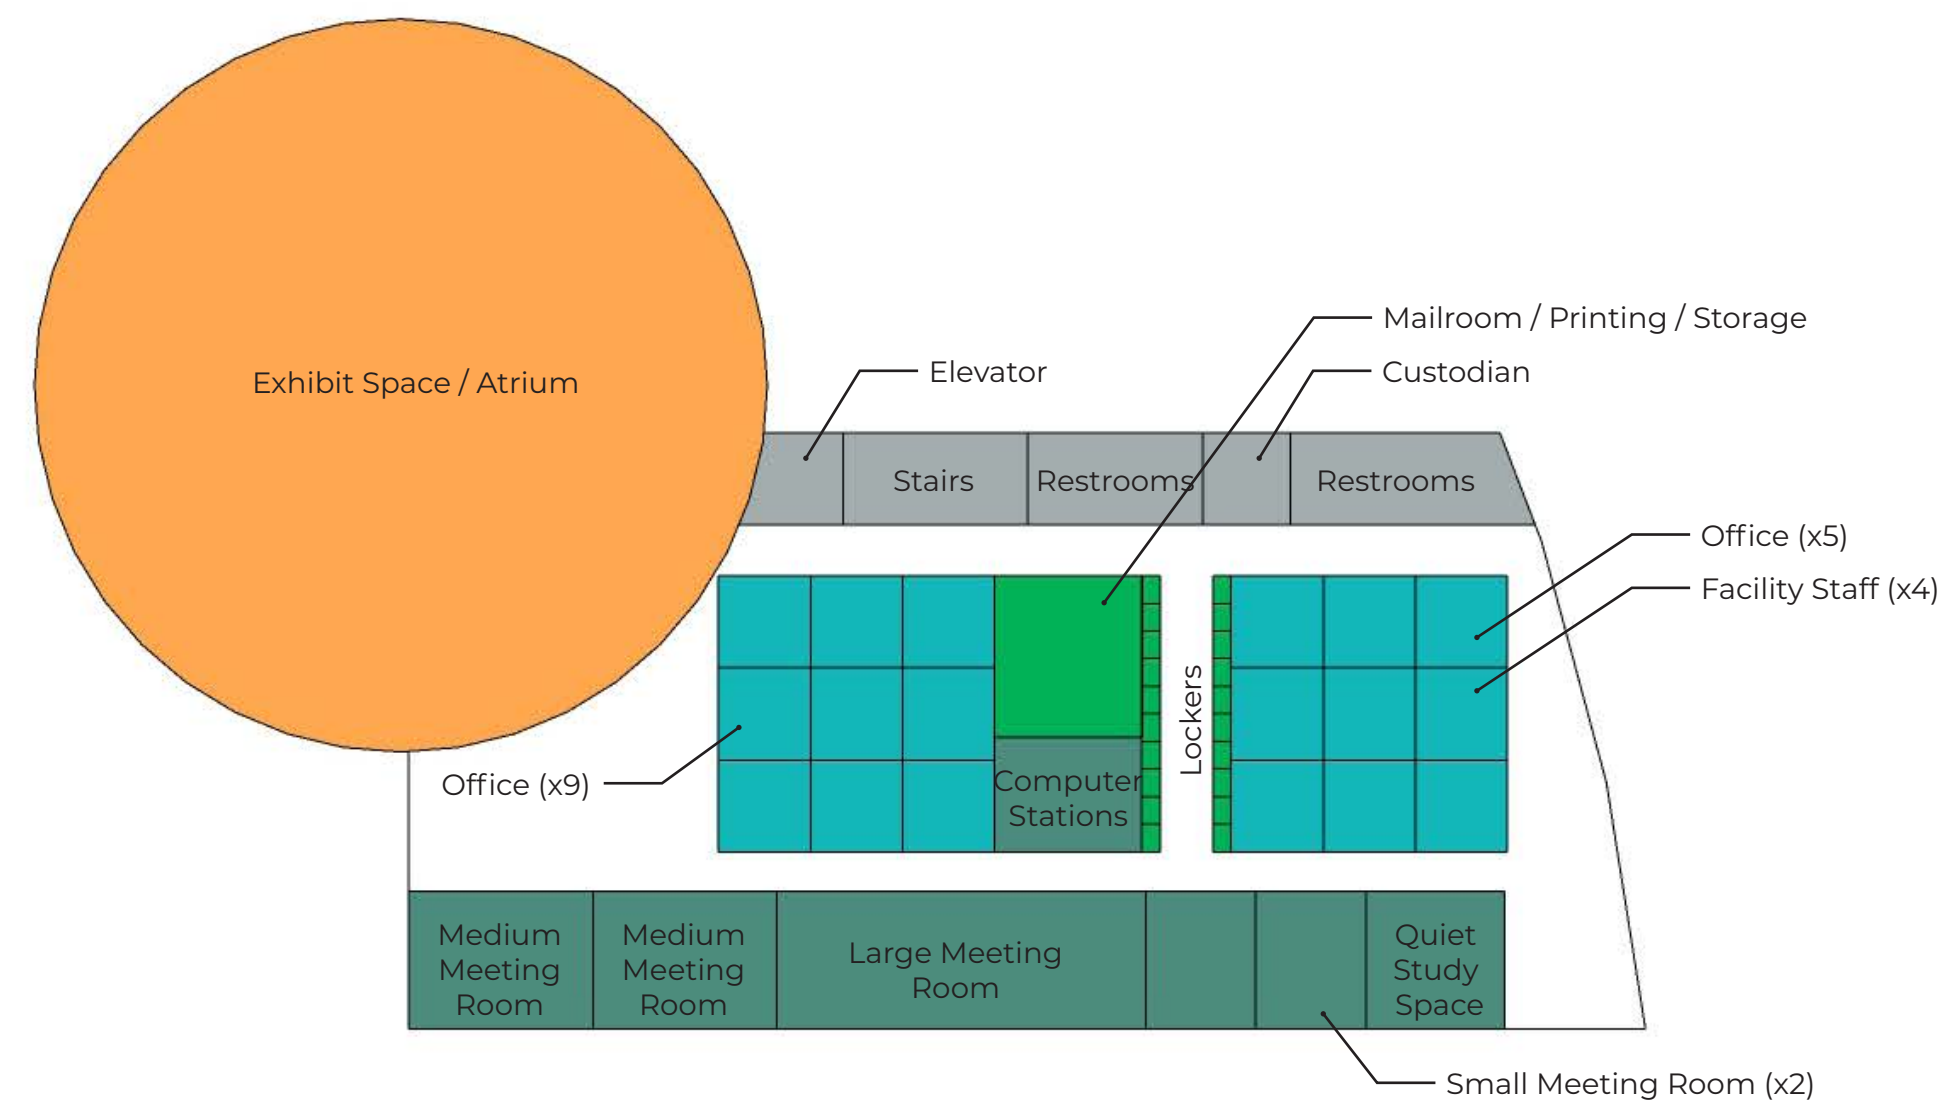 Mailroom / Printing / Storage
Elevator
Custodian
Exhibit Space / Atrium
Stairs
Restrooms
Restrooms
Office (x5)
Facility Staff (x4)
Lockers
Office (x9)
Computer
Stations
Medium
Meeting
Room
Medium
Meeting
Room
Large Meeting
Room
Quiet
Study
Space
Small Meeting Room (x2)